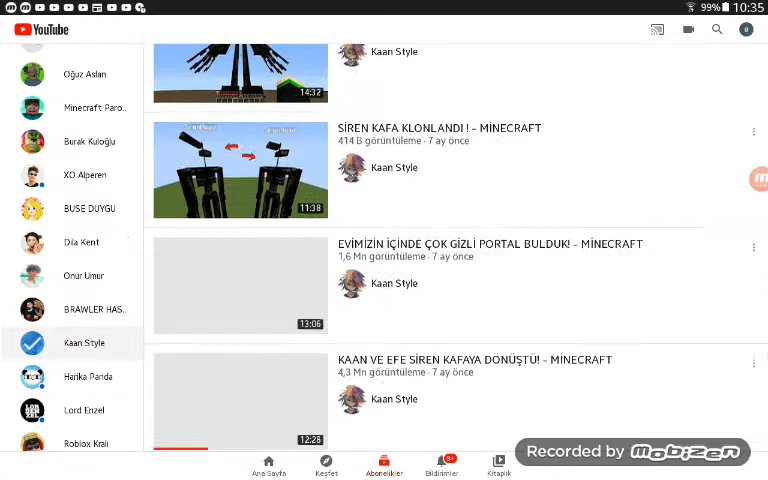 99% 10:35
YouTube
Oğuz Aslan
Minecraft Paro..
Burak Kuloğlu
XO Alperen
BUSE DUYGU
Dila Kent
Onur Umur
BRAWLER HAS..
Kaan Style
Harika Panda
Lord Enzel
Roblox Kralı
14:32
Kaan Style
SirenHead
SirenHead
11:38
SİREN KAFA KLONLANDI ! - MİNECRAFT
414 B görüntüleme · 7 ay önce
Kaan Style
13:06
EVİMİZİN İÇİNDE ÇOK GİZLİ PORTAL BULDUK! - MİNECRAFT
1,6 Mn görüntüleme · 7 ay önce
Kaan Style
12:28
KAAN VE EFE SİREN KAFAYA DÖNÜŞTÜ! - MİNECRAFT
4,3 Mn görüntüleme · 7 ay önce
Kaan Style
Ana Sayfa
Keşfet
Abonelikler
9+
Bildirimler
Kitaplık
Recorded by Mobizen